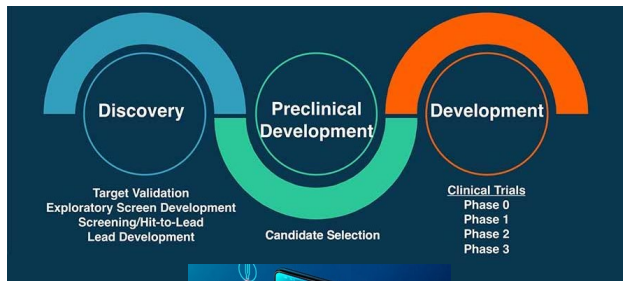 Discovery
Target Validation
Exploratory Screen Development
Screening/Hit-to-Lead
Lead Development
Preclinical
Development
Candidate Selection
Development
Clinical Trials
Phase 0
Phase 1
Phase 2
Phase 3